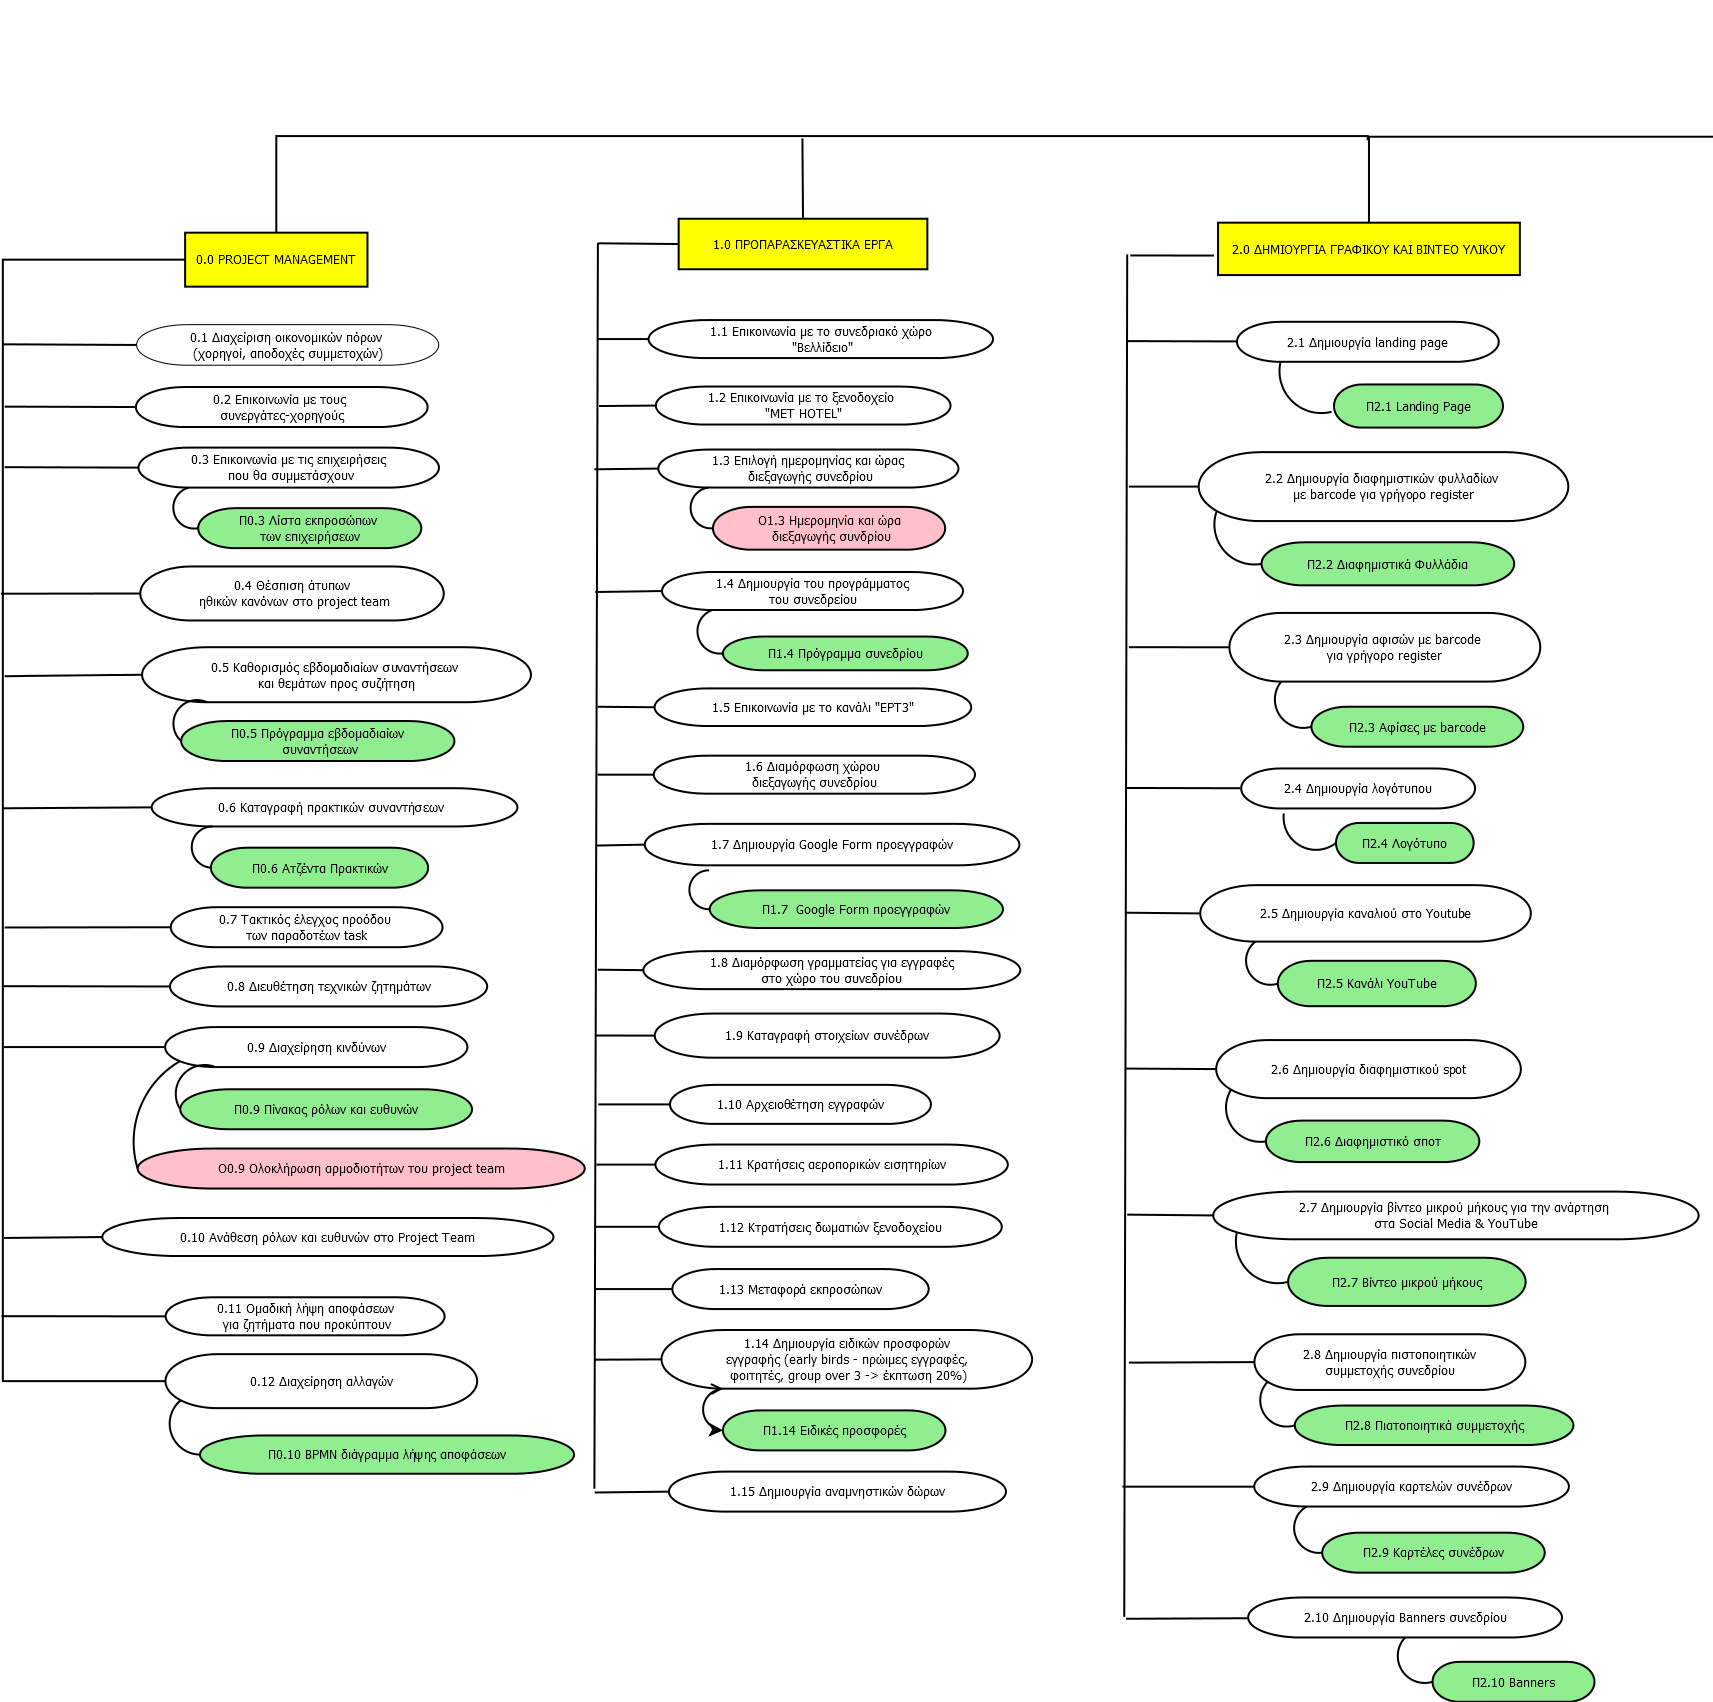 0.0 PROJECT MANAGEMENT
0.1 Διαχείριση οικονομικών πόρων
(χορηγοί, αποδοχές συμμετοχών)
0.2 Επικοινωνία με τους
συνεργάτες-χορηγούς
0.3 Επικοινωνία με τις επιχειρήσεις
που θα συμμετάσχουν
Π0.3 Λίστα εκπροσώπων
των επιχειρήσεων
0.4 Θέσπιση άτυπων
ηθικών κανόνων στο project team
0.5 Καθορισμός εβδομαδιαίων συναντήσεων
και θεμάτων προς συζήτηση
Π0.5 Πρόγραμμα εβδομαδιαίων
συναντήσεων
0.6 Καταγραφή πρακτικών συναντήσεων
Π0.6 Ατζέντα Πρακτικών
0.7 Τακτικός έλεγχος προόδου
των παραδοτέων task
0.8 Διευθέτηση τεχνικών ζητημάτων
0.9 Διαχείρηση κινδύνων
Π0.9 Πίνακας ρόλων και ευθυνών
Ο0.9 Ολοκλήρωση αρμοδιοτήτων του project team
0.10 Ανάθεση ρόλων και ευθυνών στο Project Team
0.11 Ομαδική λήψη αποφάσεων
για ζητήματα που προκύπτουν
0.12 Διαχείρηση αλλαγών
Π0.10 BPMN διάγραμμα λήψης αποφάσεων
1.0 ΠΡΟΠΑΡΑΣΚΕΥΑΣΤΙΚΑ ΕΡΓΑ
1.1 Επικοινωνία με το συνεδριακό χώρο
"Βελλίδειο"
1.2 Επικοινωνία με το ξενοδοχείο
"MET HOTEL"
1.3 Επιλογή ημερομηνίας και ώρας
διεξαγωγής συνεδρίου
Ο1.3 Ημερομηνία και ώρα
διεξαγωγής συνδρίου
1.4 Δημιουργία του προγράμματος
του συνεδρείου
Π1.4 Πρόγραμμα συνεδρίου
1.5 Επικοινωνία με το κανάλι "ΕΡΤ3"
1.6 Διαμόρφωση χώρου
διεξαγωγής συνεδρίου
1.7 Δημιουργία Google Form προεγγραφών
Π1.7  Google Form προεγγραφών
1.8 Διαμόρφωση γραμματείας για εγγραφές
στο χώρο του συνεδρίου
1.9 Καταγραφή στοιχείων συνέδρων
1.10 Αρχειοθέτηση εγγραφών
1.11 Κρατήσεις αεροπορικών εισητηρίων
1.12 Κτρατήσεις δωματιών ξενοδοχείου
1.13 Μεταφορά εκπροσώπων
1.14 Δημιουργία ειδικών προσφορών
εγγραφής (early birds - πρώιμες εγγραφές,
φοιτητές, group over 3 -> έκπτωση 20%)
Π1.14 Ειδικές προσφορές
1.15 Δημιουργία αναμνηστικών δώρων
2.0 ΔΗΜΙΟΥΡΓΙΑ ΓΡΑΦΙΚΟΥ ΚΑΙ ΒΙΝΤΕΟ ΥΛΙΚΟΥ
2.1 Δημιουργία landing page
Π2.1 Landing Page
2.2 Δημιουργία διαφημιστικών φυλλαδίων
με barcode για γρήγορο register
Π2.2 Διαφημιστικά Φυλλάδια
2.3 Δημιουργία αφισών με barcode
για γρήγορο register
Π2.3 Αφίσες με barcode
2.4 Δημιουργία λογότυπου
Π2.4 Λογότυπο
2.5 Δημιουργία καναλιού στο Youtube
Π2.5 Κανάλι YouTube
2.6 Δημιουργία διαφημιστικού spot
Π2.6 Διαφημιστικό σποτ
2.7 Δημιουργία βίντεο μικρού μήκους για την ανάρτηση
στα Social Media & YouTube
Π2.7 Βίντεο μικρού μήκους
2.8 Δημιουργία πιστοποιητικών
συμμετοχής συνεδρίου
Π2.8 Πιατοποιητικά συμμετοχής
2.9 Δημιουργία καρτελών συνέδρων
Π2.9 Καρτέλες συνέδρων
2.10 Δημιουργία Banners συνεδρίου
Π2.10 Banners